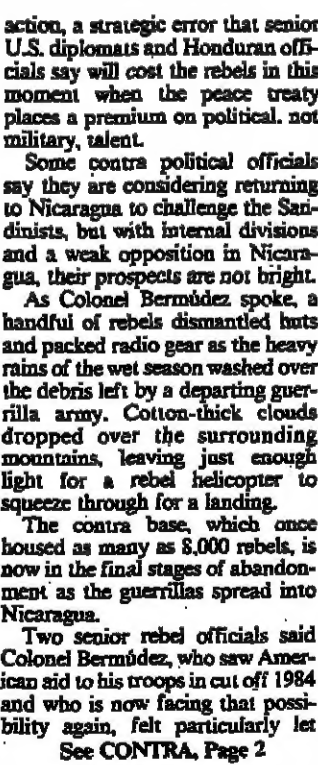 action, a strategic error that senior
U.S. diplomats and Honduran offi-
cials say will cost the rebels in this
moment when the peace treaty
places a premium on political. not
military, talent.
Some contra political officials
say they are considering returning
to Nicaragua to challenge the San-
dinists, but with internal divisions
and a weak opposition in Nicara-
gua, their prospects are not bright.
As Colonel Bermúdez spoke, a
handful of rebels dismantled huts
and packed radio gear as the heavy
rains of the wet season washed over
the debris left by a departing guer-
rilla army. Cotton-thick clouds
dropped over the surrounding
mountains, leaving just enough
light for a rebel helicopter to
squeeze through for a landing.
The contra base, which once
housed as many as 8,000 rebels, is
now in the final stages of abandon-
ment as the guerrillas spread into
Nicaragua.
Two senior rebel officials said
Colonel Bermúdez, who saw Amer-
ican aid to his troops in cut off 1984
and who is now facing that possi-
bility again, felt particularly let
See CONTRA, Page 2